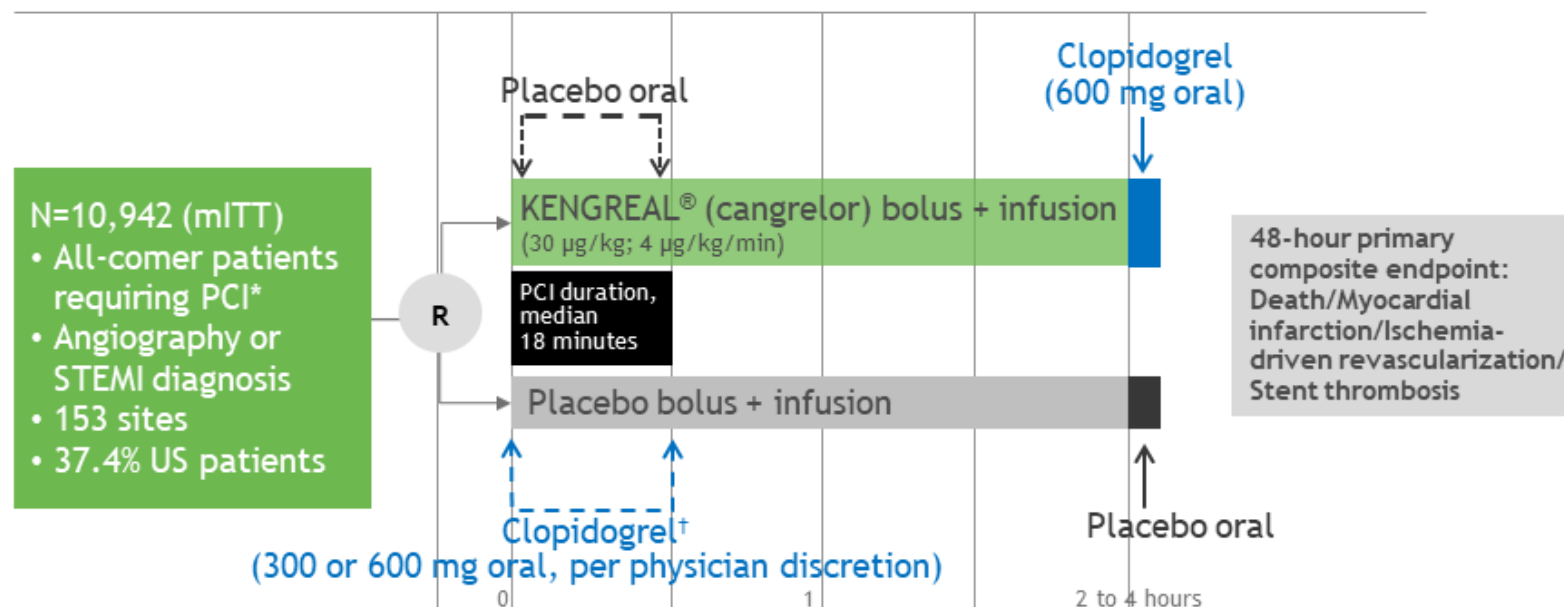 Placebo oral
Clopidogrel
(600 mg oral)
N=10,942 (mITT)
• All-comer patients
requiring PCI*
• Angiography or
STEMI diagnosis
• 153 sites
• 37.4% US patients
R
KENGREAL® (cangrelor) bolus + infusion
(30 µg/kg; 4 µg/kg/min)
PCI duration,
median
18 minutes
Placebo bolus + infusion
48-hour primary
composite endpoint:
Death/Myocardial
infarction/Ischemia-
driven revascularization/
Stent thrombosis
Clopidogrel†
(300 or 600 mg oral, per physician discretion)
Placebo oral
0
1
2 to 4 hours